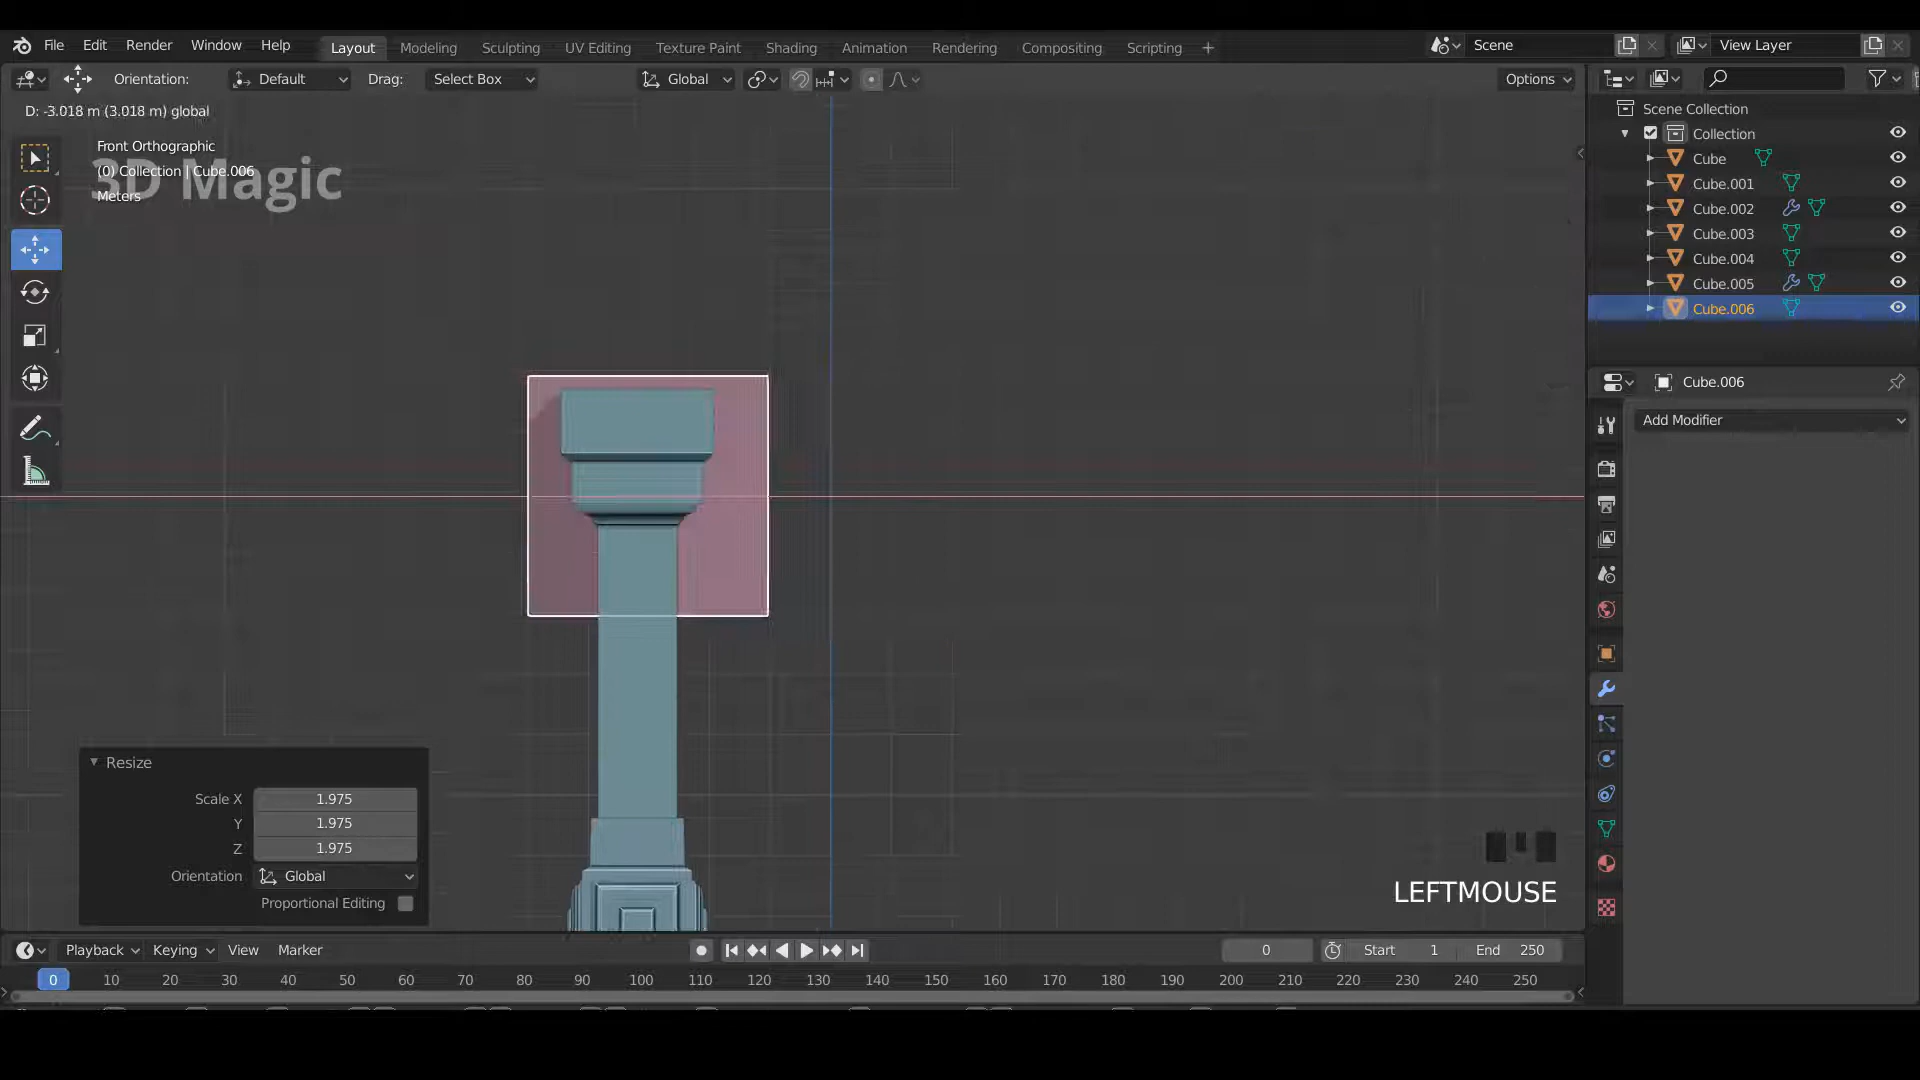 File Edit Render Window Help Layout Modeling Sculpting UV Editing Texture Paint Shading Animation Rendering Compositing Scripting + Scene View Layer
Orientation: Default Drag: Select Box Global Options
D: -3.018 m (3.018 m) global
Front Orthographic
(0) Collection | Cube.006
3D Magic
Meters
Scene Collection
Collection
Cube
Cube.001
Cube.002
Cube.003
Cube.004
Cube.005
Cube.006
Cube.006
Add Modifier
Resize
Scale X 1.975
Y 1.975
Z 1.975
Orientation Global
Proportional Editing
LEFTMOUSE
Playback Keying View Marker 0 Start 1 End 250
0 10 20 30 40 50 60 70 80 90 100 110 120 130 140 150 160 170 180 190 200 210 220 230 240 250